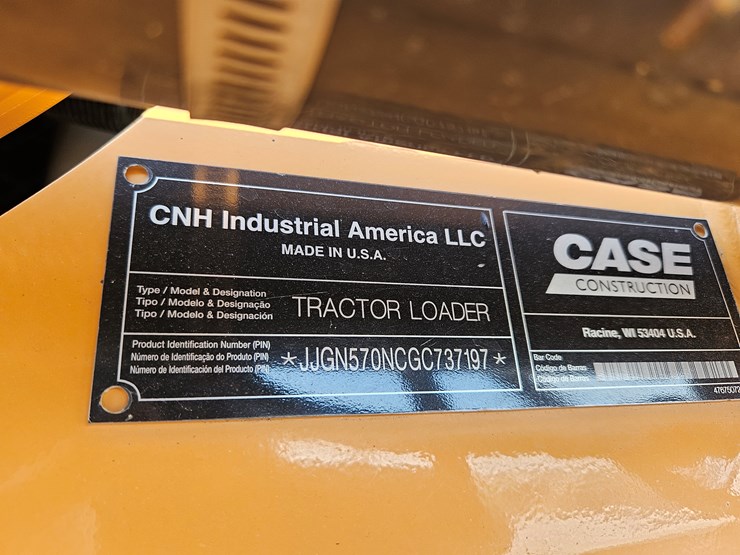 CNH Industrial America LLC
MADE IN U.S.A.
Type / Model & Designation
Tipo / Modelo & Designação
Tipo / Modelo & Designación
TRACTOR LOADER
Product Identification Number (PIN)
Número de Identificação do Produto (PIN)
Número de Identificación del Producto (PIN)
*JJGN570NCGC737197*
CASE
CONSTRUCTION
Racine, WI 53404 U.S.A.
Bar Code
Código de Barras
Código de Barras